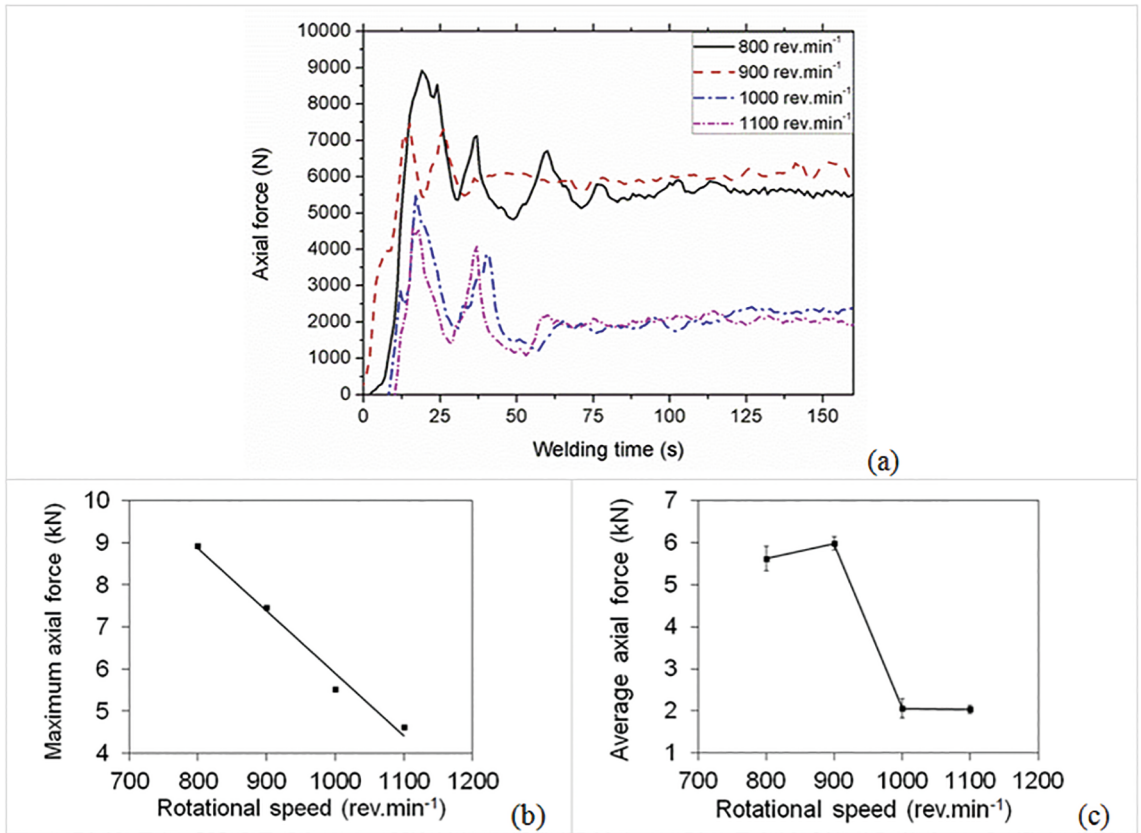 10000
9000
8000
7000
6000
5000
4000
3000
2000
1000
0
Axial force (N)
800 rev.min⁻¹
900 rev.min⁻¹
1000 rev.min⁻¹
1100 rev.min⁻¹
0 25 50 75 100 125 150
Welding time (s)
(a)
10
9
8
7
6
5
4
Maximum axial force (kN)
700 800 900 1000 1100 1200
Rotational speed (rev.min⁻¹)
(b)
7
6
5
4
3
2
1
Average axial force (kN)
700 800 900 1000 1100 1200
Rotational speed (rev.min⁻¹)
(c)